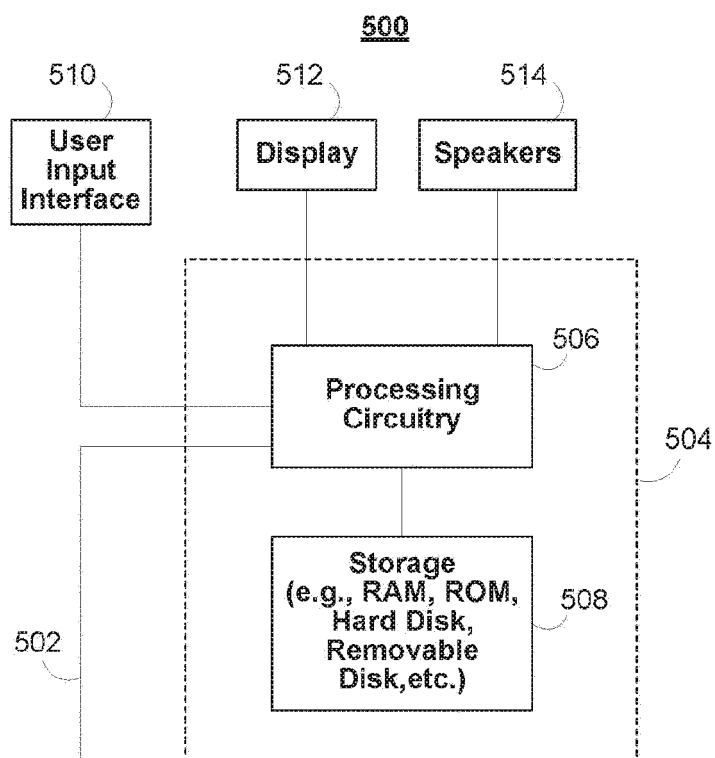 500
510
512
514
User
Input
Interface
Display
Speakers
506
Processing
Circuitry
504
Storage
(e.g., RAM, ROM,
Hard Disk,
Removable
Disk,etc.)
508
502